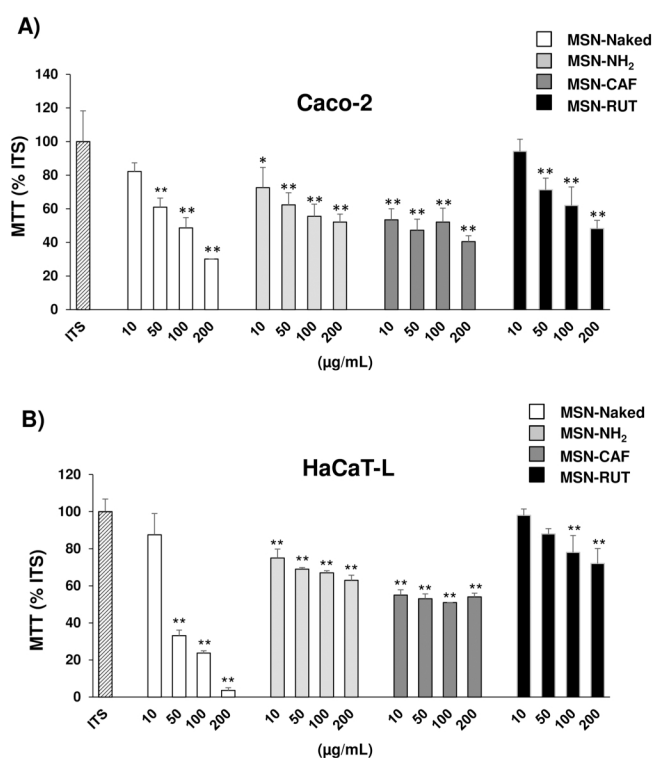 A)
MSN-Naked
MSN-NH₂
MSN-CAF
MSN-RUT
Caco-2
MTT (% ITS)
140
120
100
80
60
40
20
0
** ** **
* ** ** **
** ** ** **
** ** **
ITS 10 50 100 200 10 50 100 200 10 50 100 200 10 50 100 200
(µg/mL)
B)
MSN-Naked
MSN-NH₂
MSN-CAF
MSN-RUT
HaCaT-L
MTT (% ITS)
120
100
80
60
40
20
0
** ** **
** ** ** **
** ** ** **
** **
ITS 10 50 100 200 10 50 100 200 10 50 100 200 10 50 100 200
(µg/mL)